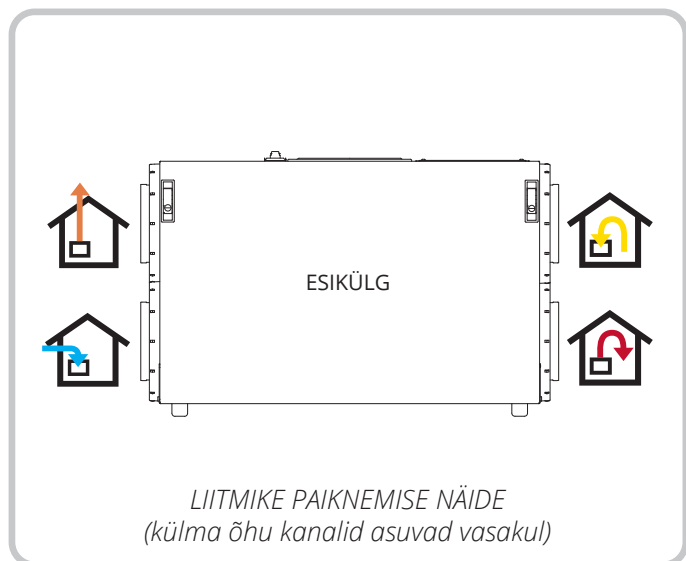 ESIKÜLG
LIITMIKE PAIKNEMISE NÄIDE
(külma õhu kanalid asuvad vasakul)